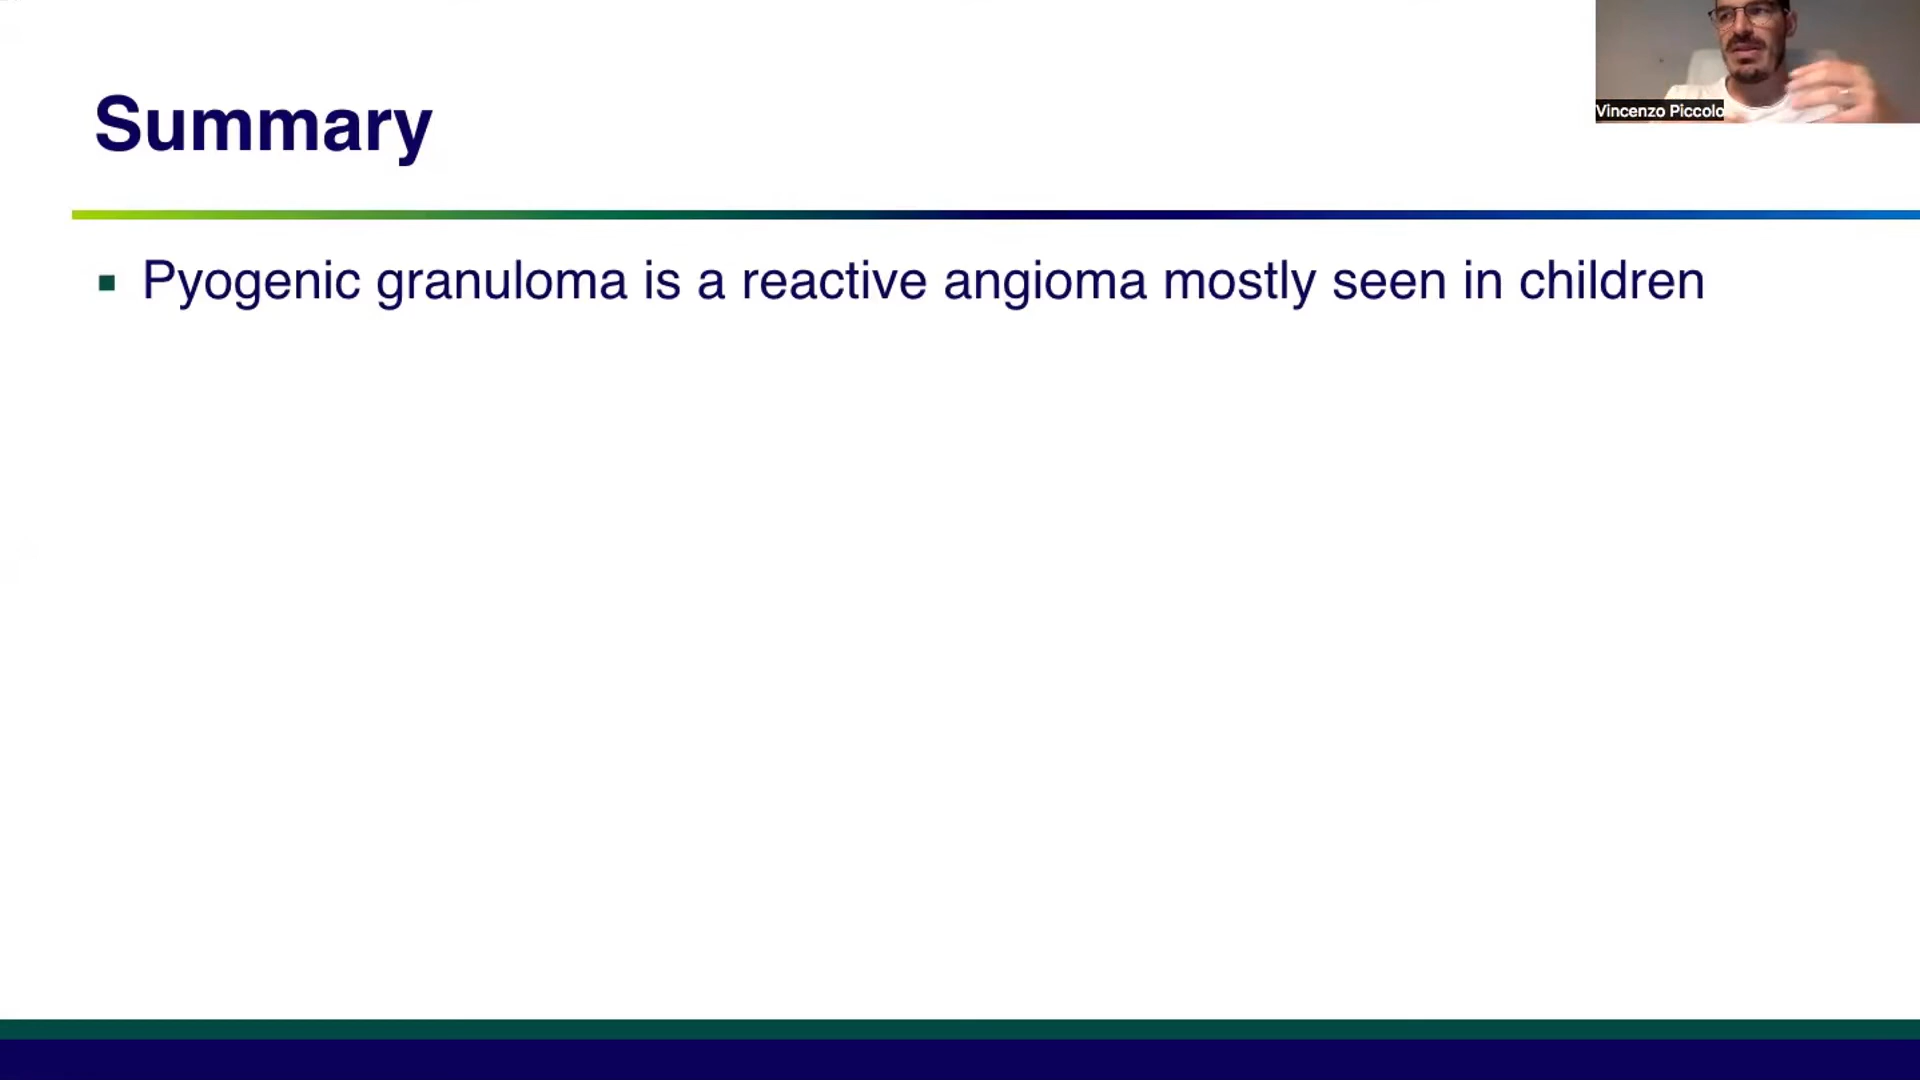 Summary
Vincenzo Piccolo
Pyogenic granuloma is a reactive angioma mostly seen in children